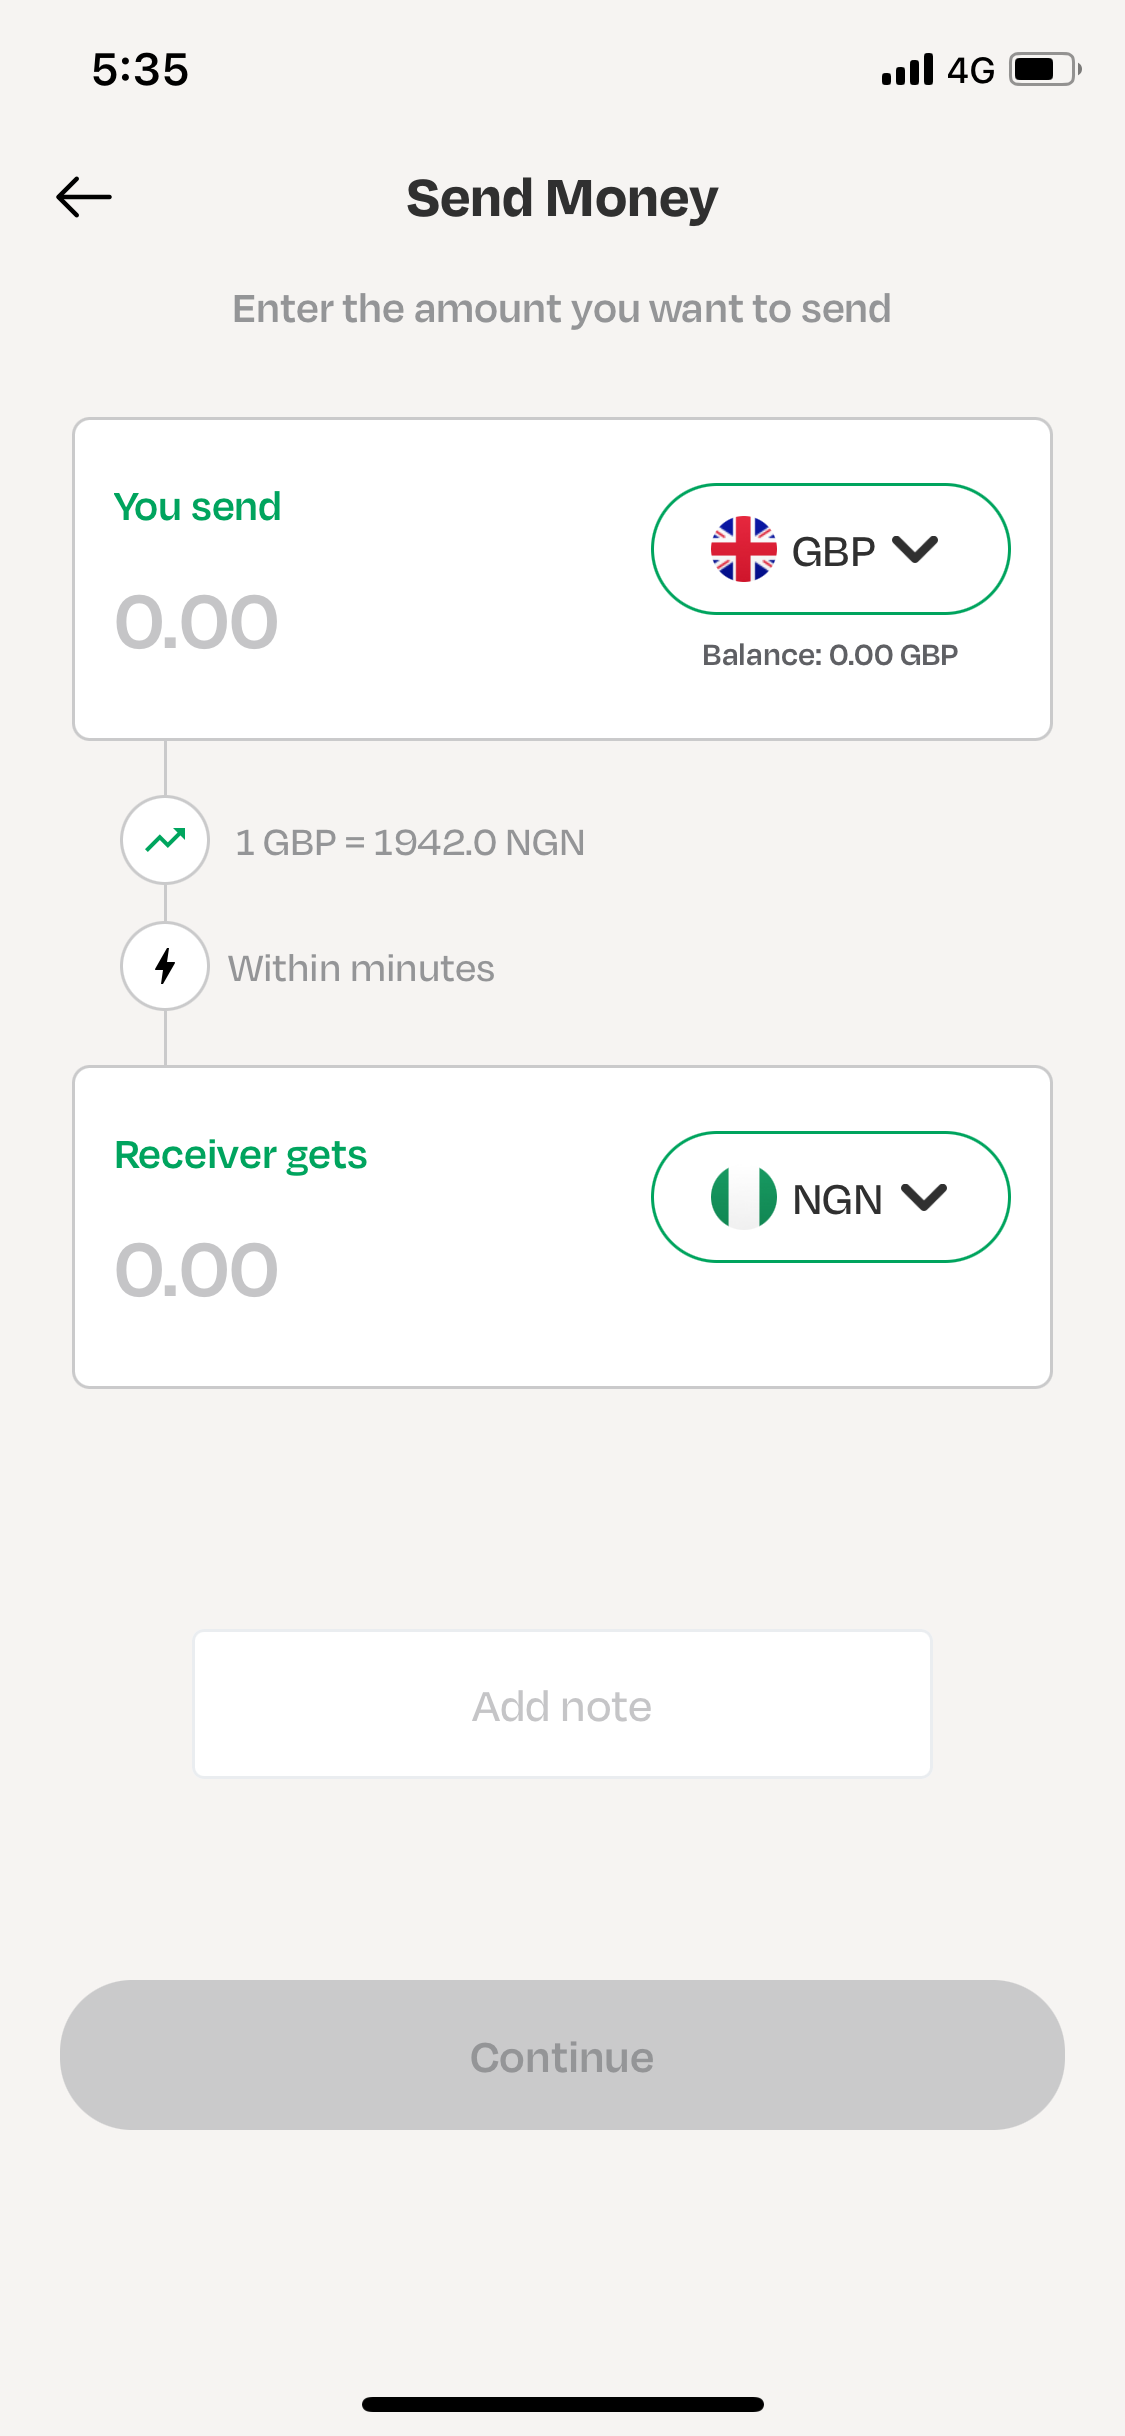 5:35
4G
Send Money
Enter the amount you want to send
You send
GBP
0.00
Balance: 0.00 GBP
1 GBP = 1942.0 NGN
Within minutes
Receiver gets
NGN
0.00
Add note
Continue